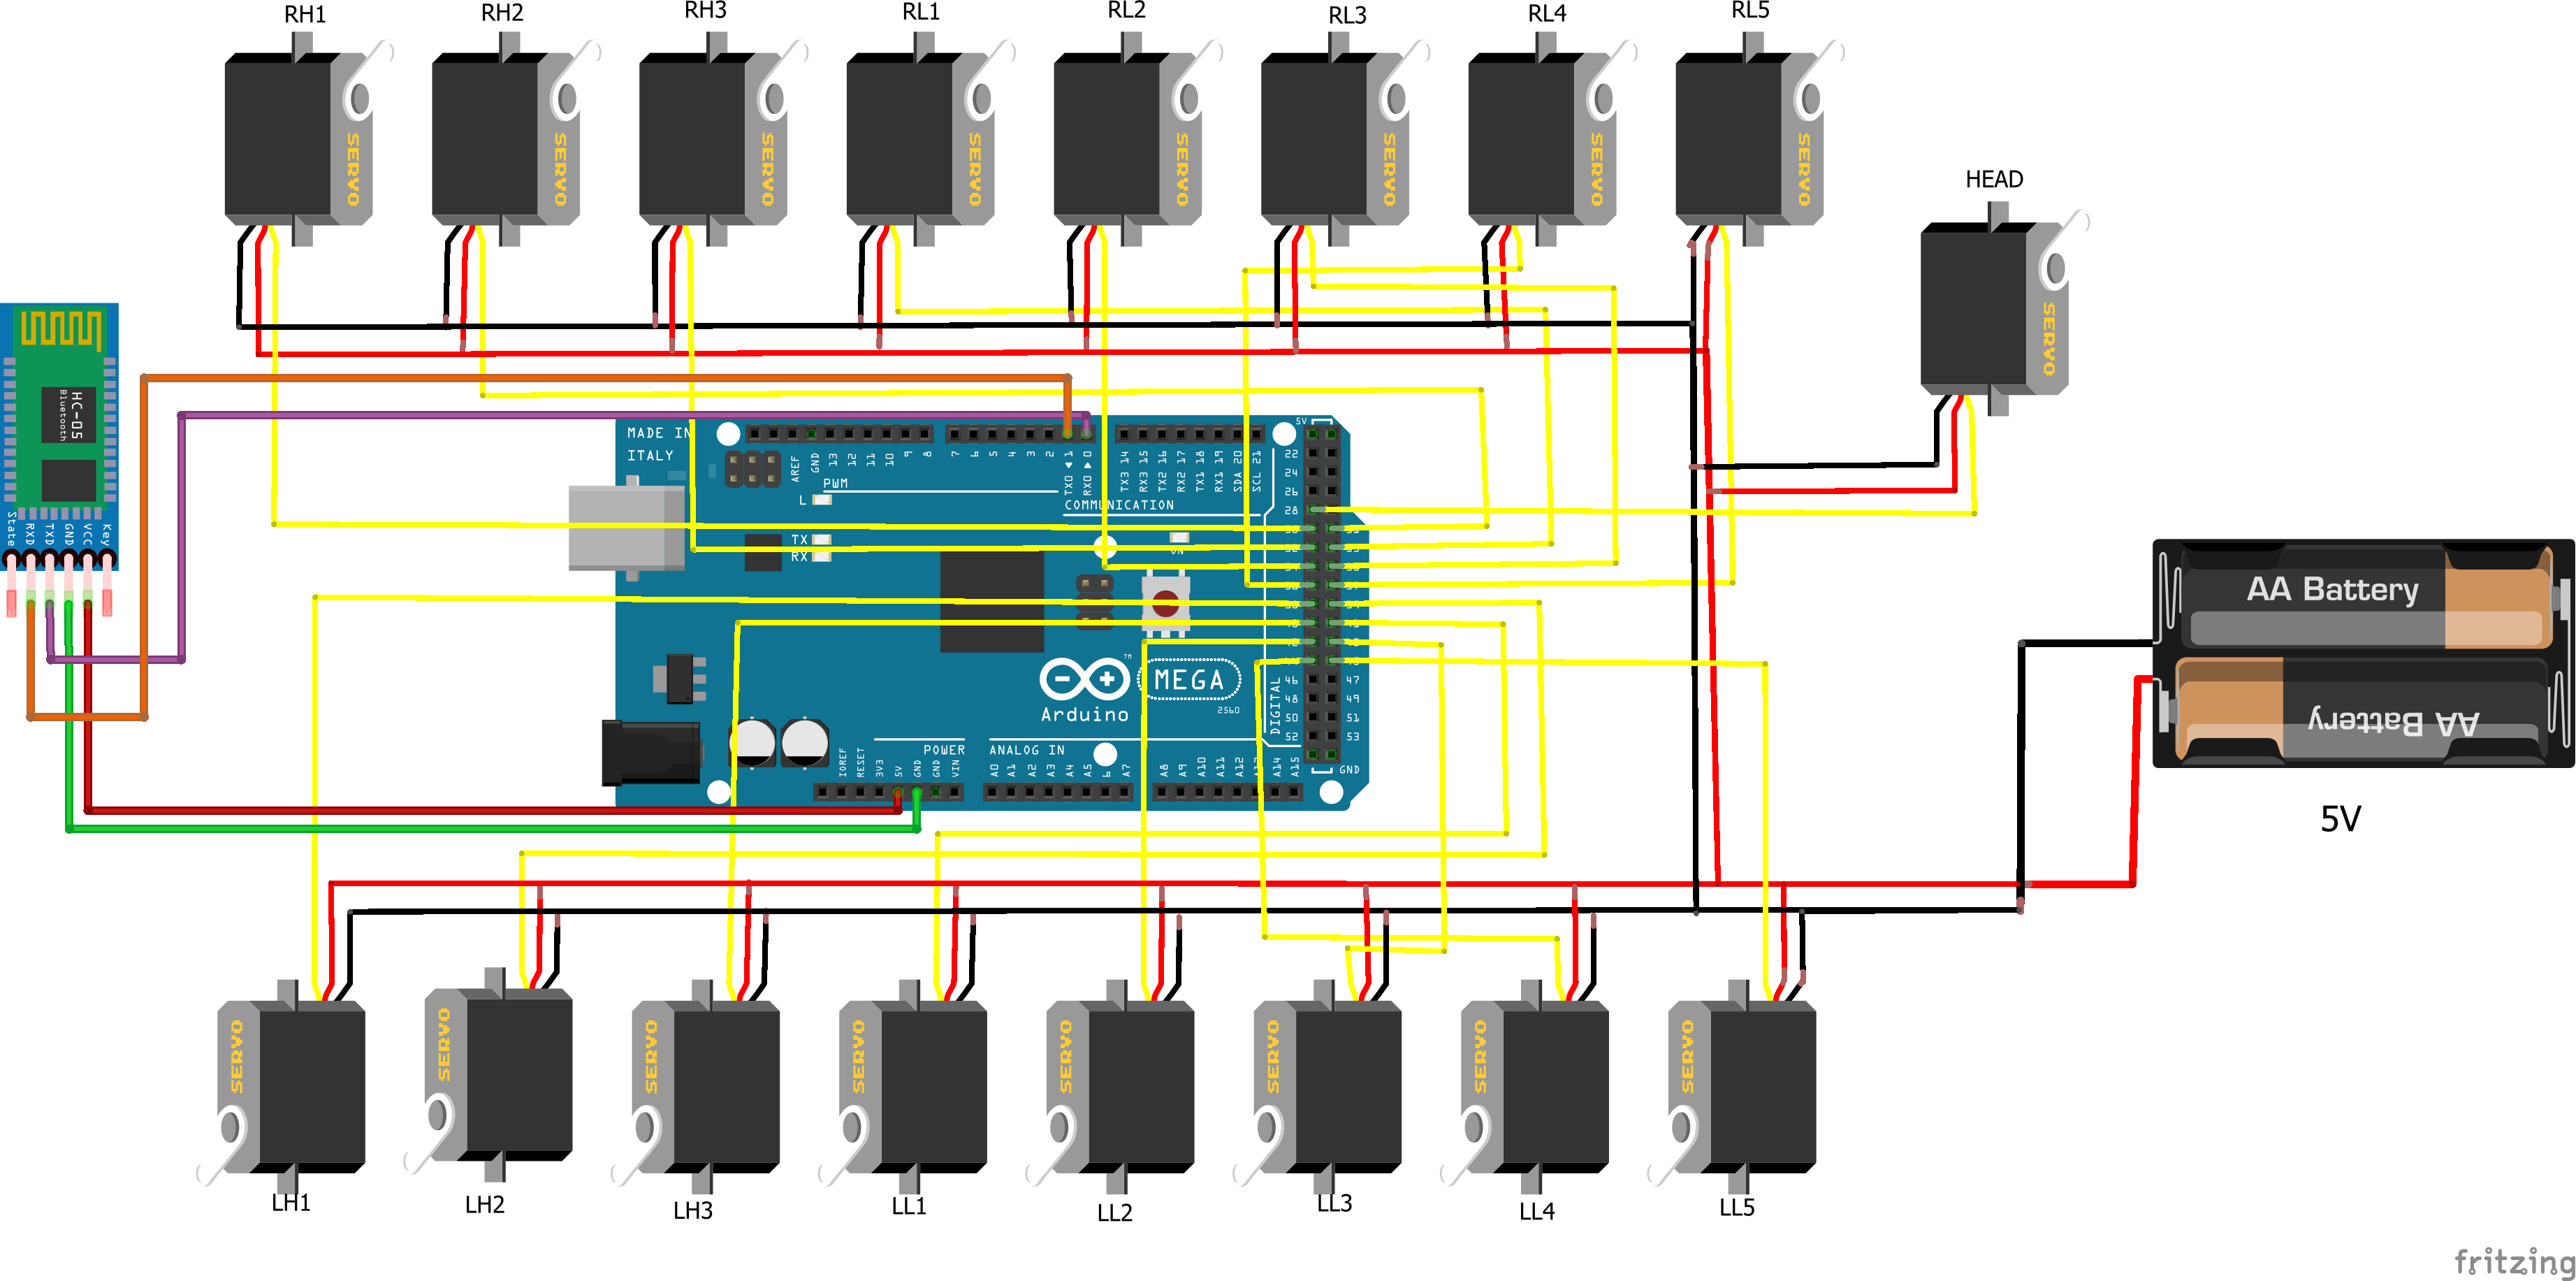 RH1
RH2
RH3
RL1
RL2
RL3
RL4
RL5
SERVO
SERVO
SERVO
SERVO
SERVO
SERVO
SERVO
SERVO
HEAD
SERVO
HC-05
Bluetooth
State
RXD
TXD
GND
VCC
Key
MADE IN
ITALY
AREF
GND
13
12
11
10
9
8
7
6
5
4
3
2
TX0 1
RX0 0
TX3 14
RX3 15
TX2 16
RX2 17
TX1 18
RX1 19
SDA 20
SCL 21
PWM
L
COMMUNICATION
TX
RX
5V
22
24
26
28
46
47
48
49
50
51
52
53
GND
DIGITAL
Arduino
TM
MEGA
2560
POWER
ANALOG IN
IOREF
RESET
3V3
5V
GND
GND
VIN
A0
A1
A2
A3
A4
A5
6
A7
A8
A9
A10
A11
A12
A14
A15
AA Battery
AA Battery
5V
SERVO
SERVO
SERVO
SERVO
SERVO
SERVO
SERVO
SERVO
LH1
LH2
LH3
LL1
LL2
LL3
LL4
LL5
fritzing